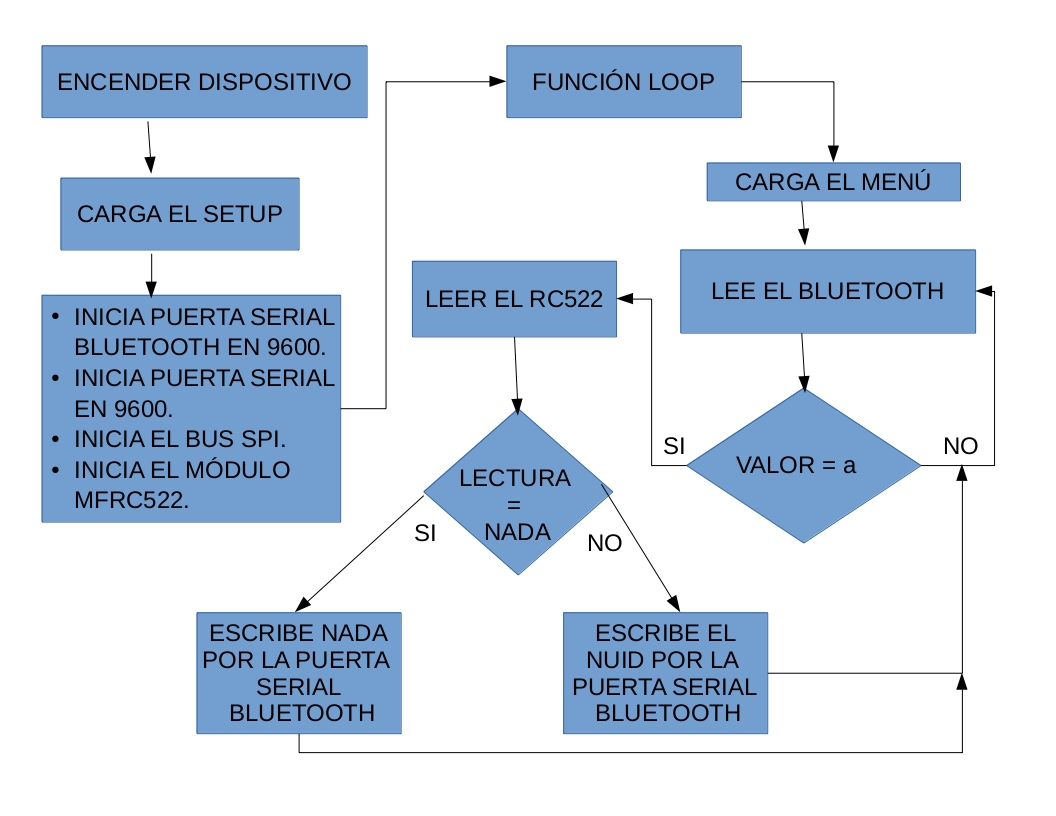 ENCENDER DISPOSITIVO
CARGA EL SETUP
• INICIA PUERTA SERIAL
BLUETOOTH EN 9600.
• INICIA PUERTA SERIAL
EN 9600.
• INICIA EL BUS SPI.
• INICIA EL MÓDULO
MFRC522.
FUNCIÓN LOOP
CARGA EL MENÚ
LEE EL BLUETOOTH
VALOR = a
SI
NO
LEER EL RC522
LECTURA
=
NADA
SI
NO
ESCRIBE NADA
POR LA PUERTA
SERIAL
BLUETOOTH
ESCRIBE EL
NUID POR LA
PUERTA SERIAL
BLUETOOTH